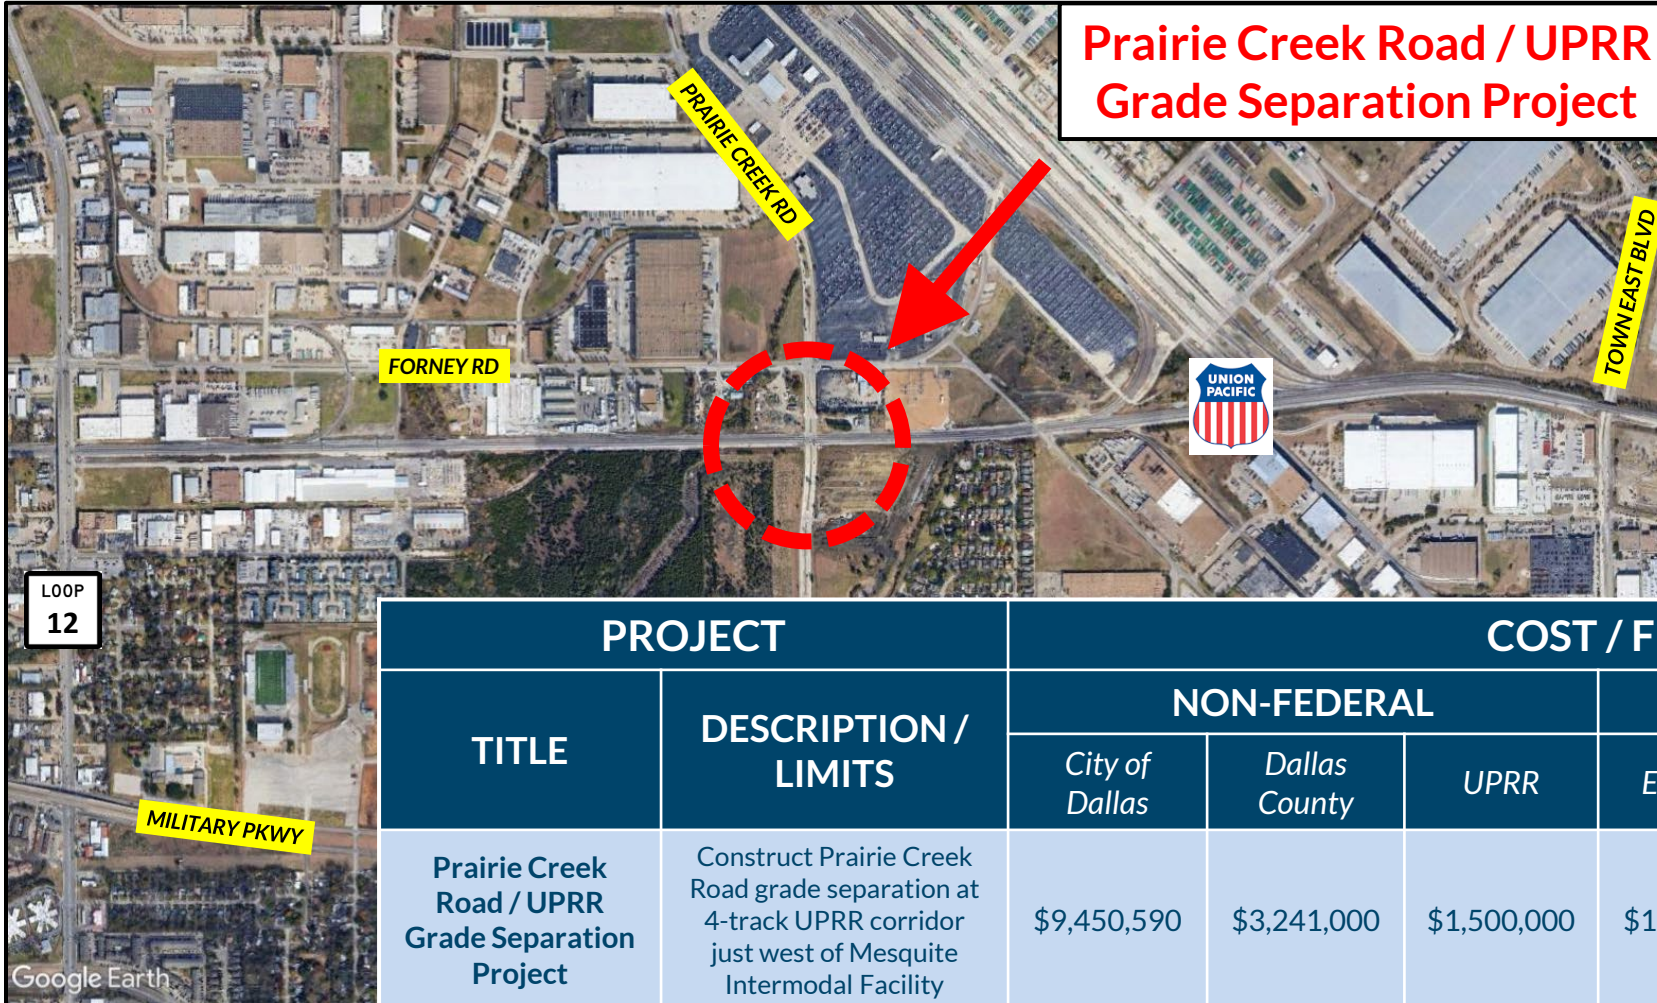 Prairie Creek Road / UPRR
Grade Separation Project
PRAIRIE CREEK RD
TOWN EAST BLVD
FORNEY RD
UNION
PACIFIC
LOOP
12
MILITARY PKWY
PROJECT
COST / F
TITLE
DESCRIPTION /
LIMITS
NON-FEDERAL
City of
Dallas
Dallas
County
UPRR
E
Prairie Creek
Road / UPRR
Grade Separation
Project
Construct Prairie Creek
Road grade separation at
4-track UPRR corridor
just west of Mesquite
Intermodal Facility
$9,450,590
$3,241,000
$1,500,000
$1
Google Earth